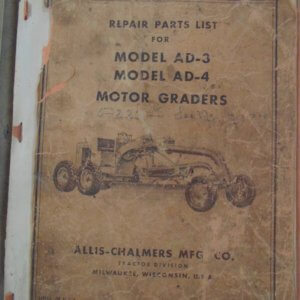 REPAIR PARTS LIST
FOR
MODEL AD-3
MODEL AD-4
MOTOR GRADERS
ALLIS-CHALMERS MFG. CO.
TRACTOR DIVISION
MILWAUKEE, WISCONSIN, U.S.A.